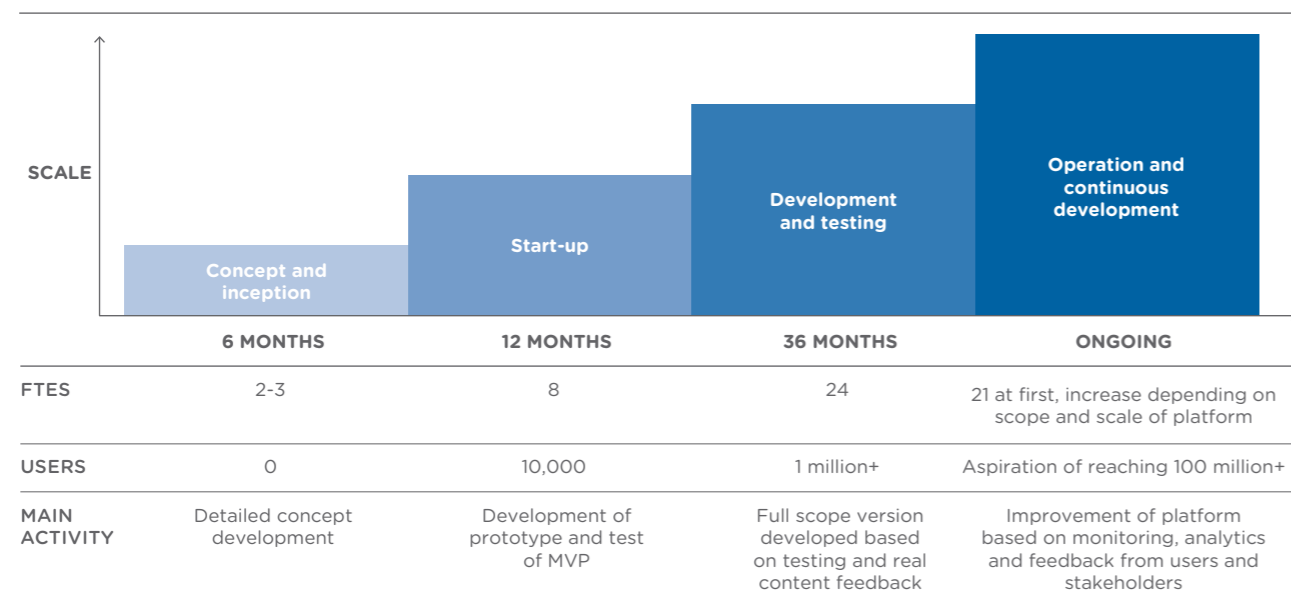 SCALE
Concept and
inception
Start-up
Development
and testing
Operation and
continuous
development
6 MONTHS
12 MONTHS
36 MONTHS
ONGOING
FTES
2-3
8
24
21 at first, increase depending on
scope and scale of platform
USERS
0
10,000
1 million+
Aspiration of reaching 100 million+
MAIN
ACTIVITY
Detailed concept
development
Development of
prototype and test
of MVP
Full scope version
developed based
on testing and real
content feedback
Improvement of platform
based on monitoring, analytics
and feedback from users and
stakeholders